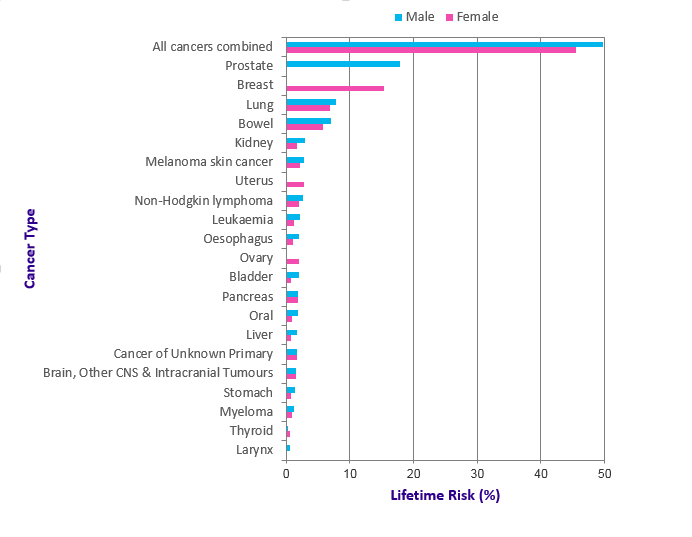 Male Female
All cancers combined
Prostate
Breast
Lung
Bowel
Kidney
Melanoma skin cancer
Uterus
Non-Hodgkin lymphoma
Leukaemia
Oesophagus
Ovary
Bladder
Pancreas
Oral
Liver
Cancer of Unknown Primary
Brain, Other CNS & Intracranial Tumours
Stomach
Myeloma
Thyroid
Larynx
Cancer Type
0 10 20 30 40 50
Lifetime Risk (%)